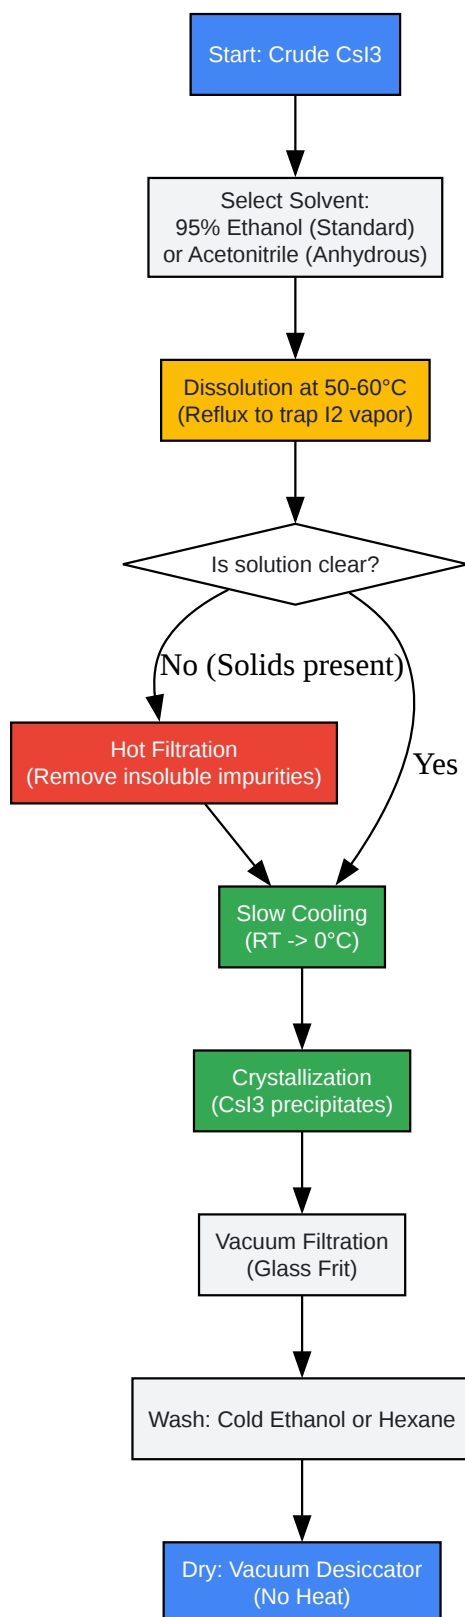 Start: Crude CsI3
Select Solvent:
95% Ethanol (Standard)
or Acetonitrile (Anhydrous)
Dissolution at 50-60°C
(Reflux to trap I2 vapor)
Is solution clear?
No (Solids present)
Yes
Hot Filtration
(Remove insoluble impurities)
Slow Cooling
(RT -> 0°C)
Crystallization
(CsI3 precipitates)
Vacuum Filtration
(Glass Frit)
Wash: Cold Ethanol or Hexane
Dry: Vacuum Desiccator
(No Heat)